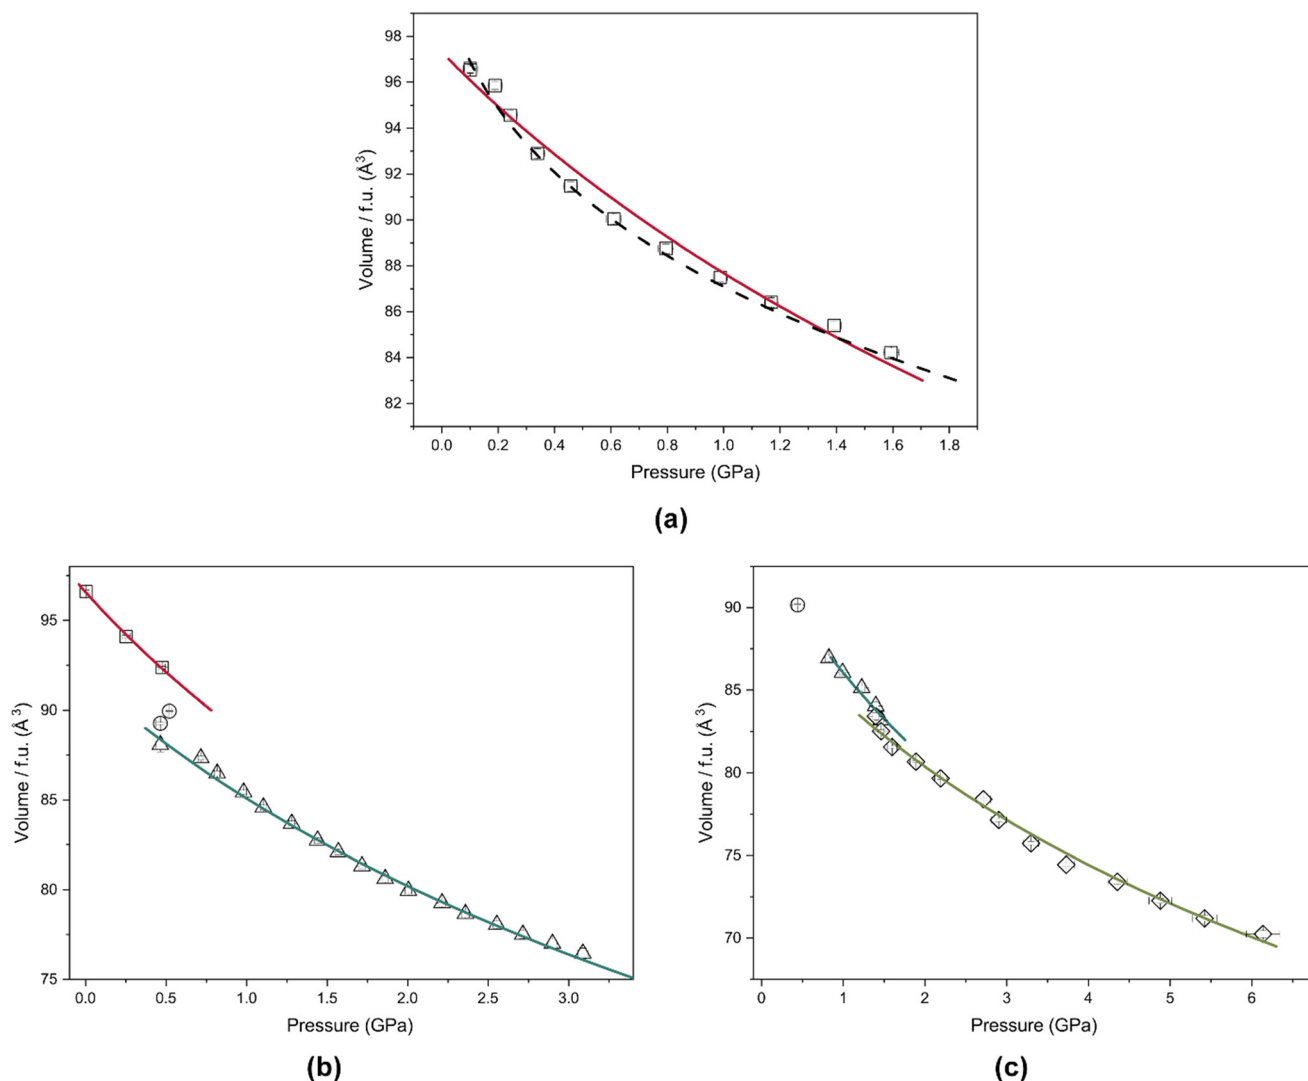 98
96
94
92
90
88
86
84
82
Volume / f.u. (Å³)
0.0 0.2 0.4 0.6 0.8 1.0 1.2 1.4 1.6 1.8
Pressure (GPa)
(a)
95
90
85
80
75
Volume / f.u. (Å³)
0.0 0.5 1.0 1.5 2.0 2.5 3.0
Pressure (GPa)
(b)
90
85
80
75
70
Volume / f.u. (Å³)
0 1 2 3 4 5 6
Pressure (GPa)
(c)